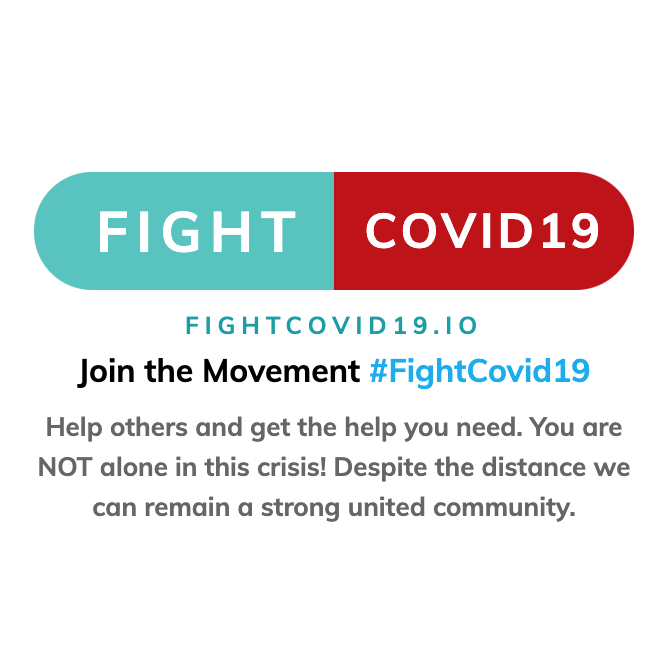 FIGHT COVID19
FIGHTCOVID19.IO
Join the Movement #FightCovid19
Help others and get the help you need. You are
NOT alone in this crisis! Despite the distance we
can remain a strong united community.